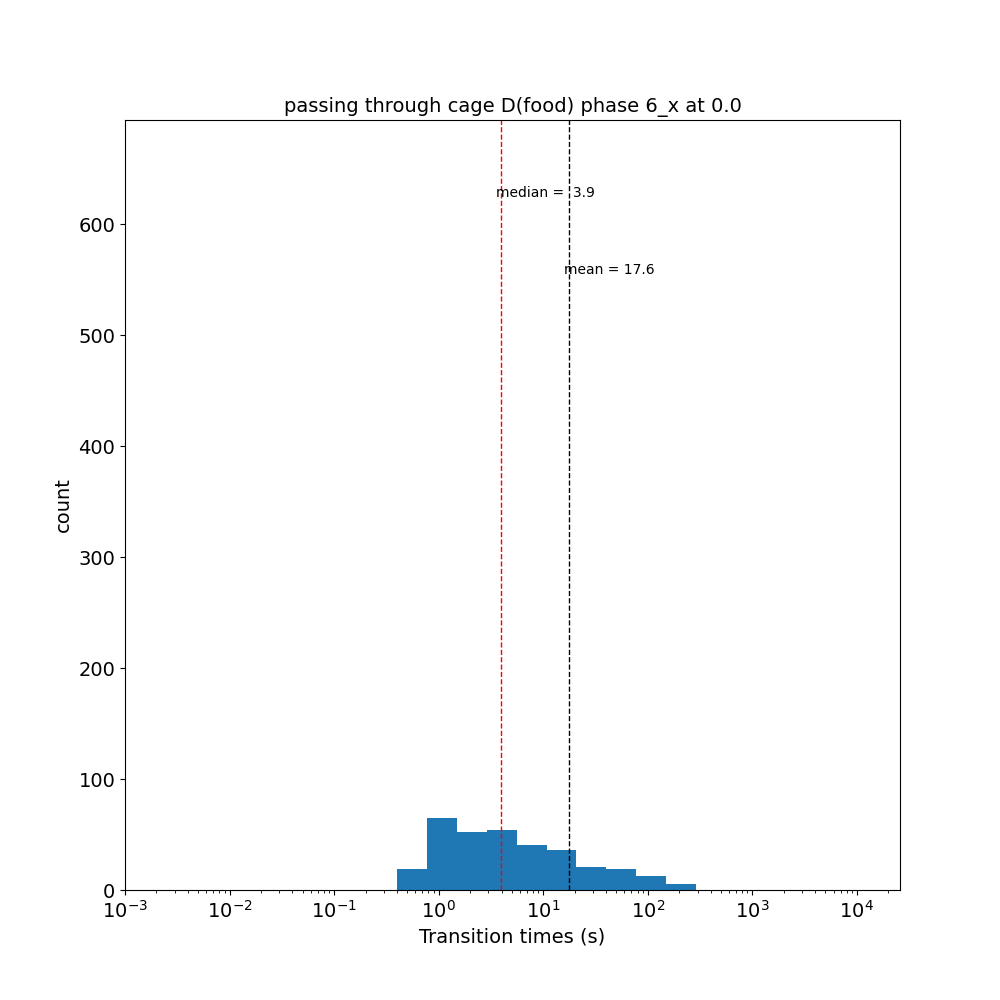 passing through cage D(food) phase 6_x at 0.0
median =  3.9
mean = 17.6
600
500
400
300
200
100
0
count
10⁻³ 10⁻² 10⁻¹ 10⁰ 10¹ 10² 10³ 10⁴
Transition times (s)